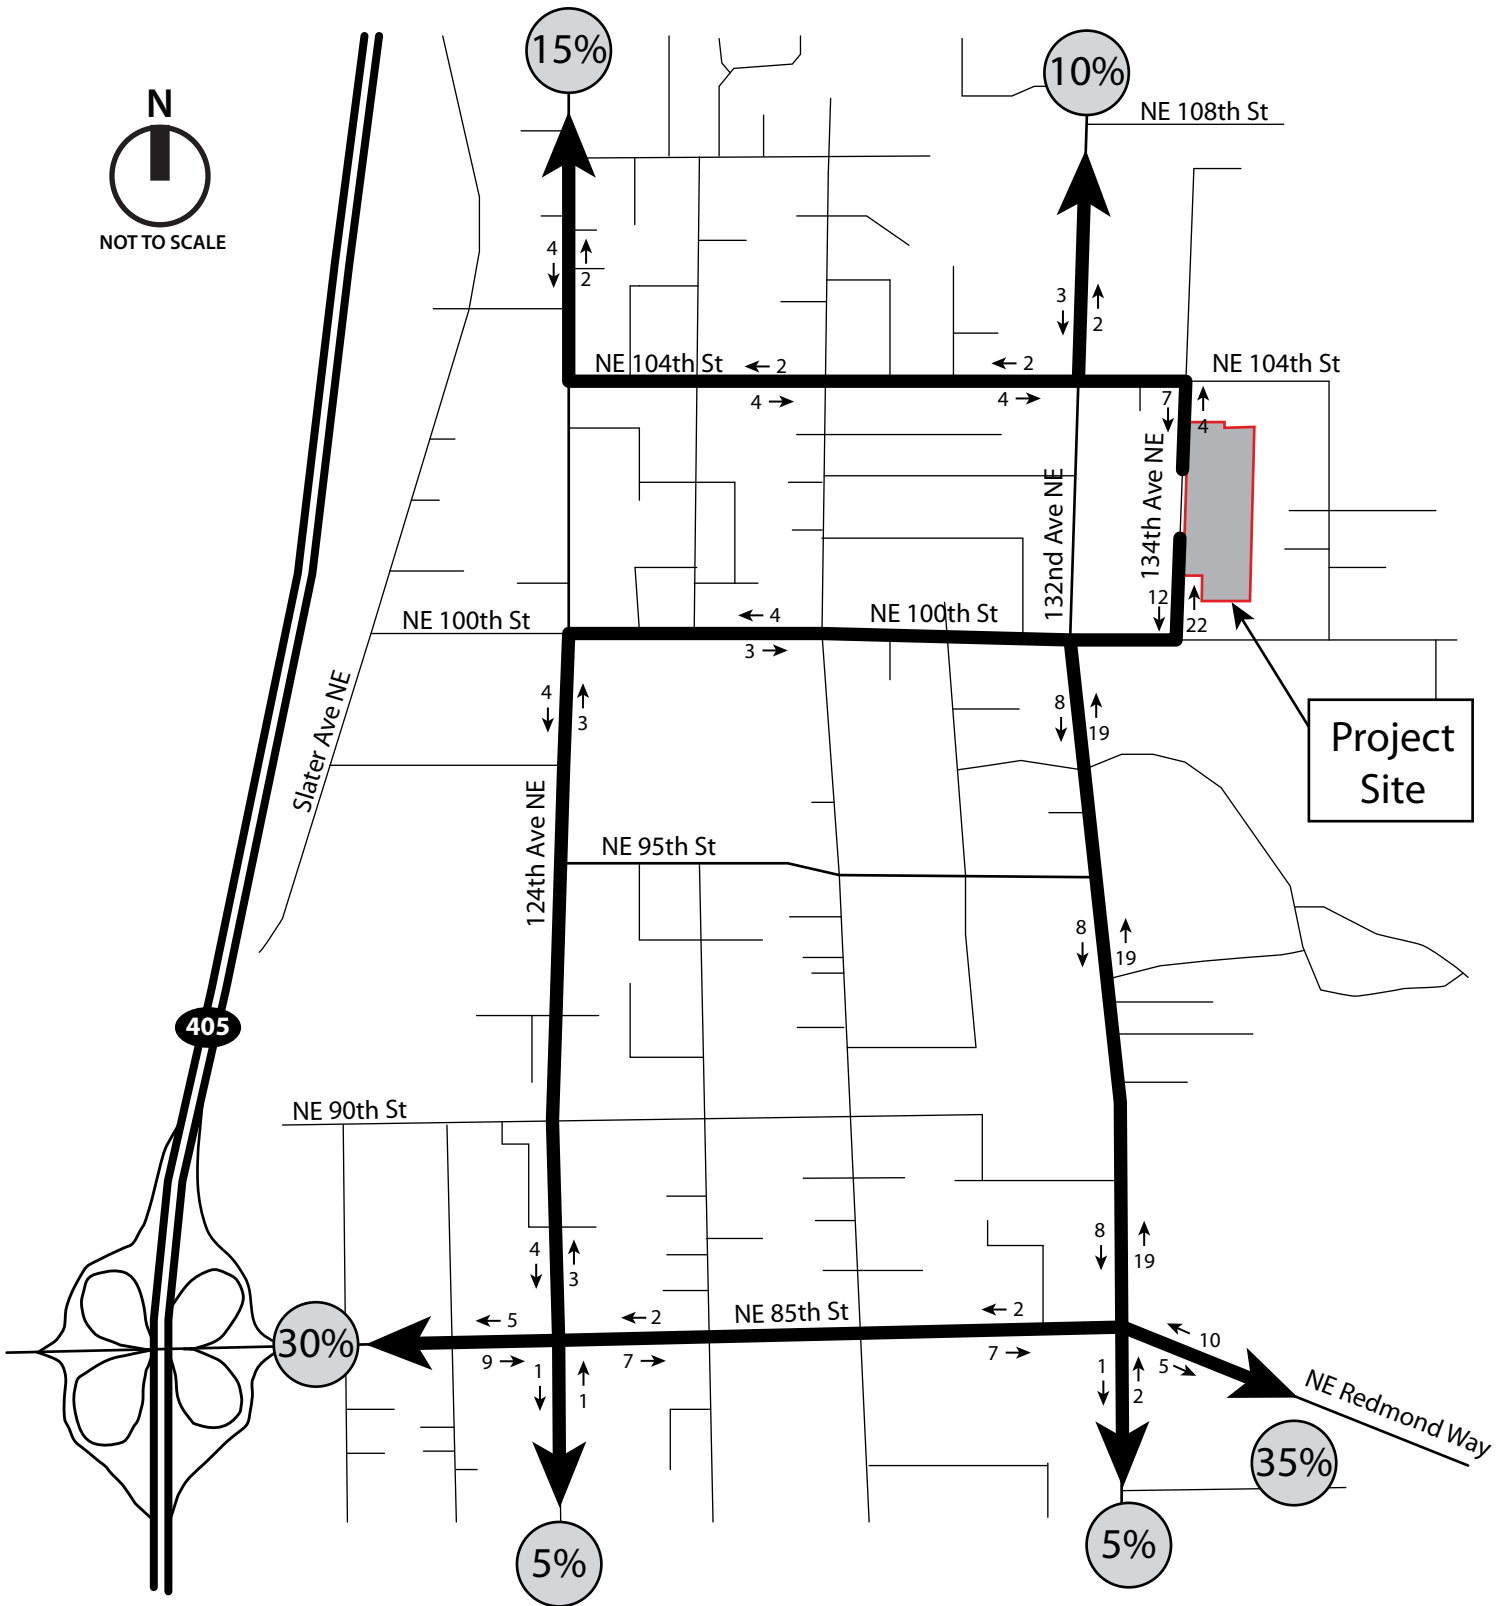 15%
10%
N
NE 108th St
NOT TO SCALE
4
2
3
2
NE 104th St
2
2
NE 104th St
4
4
7
4
134th Ave NE
132nd Ave NE
12
22
NE 100th St
4
NE 100th St
3
Slater Ave NE
4
3
8
19
Project
Site
124th Ave NE
NE 95th St
8
19
405
NE 90th St
4
3
8
19
5
2
NE 85th St
2
30%
9
7
7
10
5
1
1
1
2
NE Redmond Way
35%
5%
5%